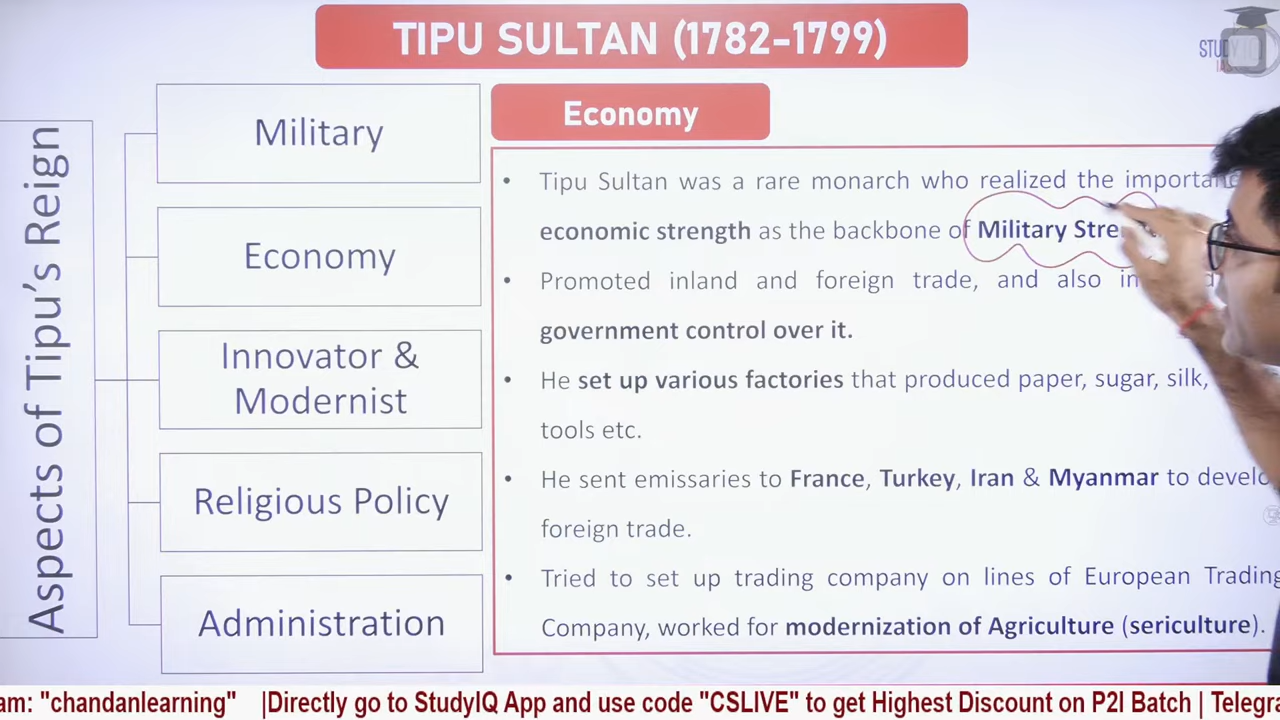 TIPU SULTAN (1782-1799)
STUDY IQ
IAS
Aspects of Tipu's Reign
Military
Economy
Innovator &
Modernist
Religious Policy
Administration
Economy
• Tipu Sultan was a rare monarch who realized the
economic strength as the backbone of Military
• Promoted inland and foreign trade, and also
government control over it.
• He set up various factories that produced paper, sugar, silk,
tools etc.
• He sent emissaries to France, Turkey, Iran & Myanmar to
foreign trade.
• Tried to set up trading company on lines of European Trading
Company, worked for modernization of Agriculture (sericulture).
am: "chandanlearning" |Directly go to StudyIQ App and use code "CSLIVE" to get Highest Discount on P2I Batch | Telegra